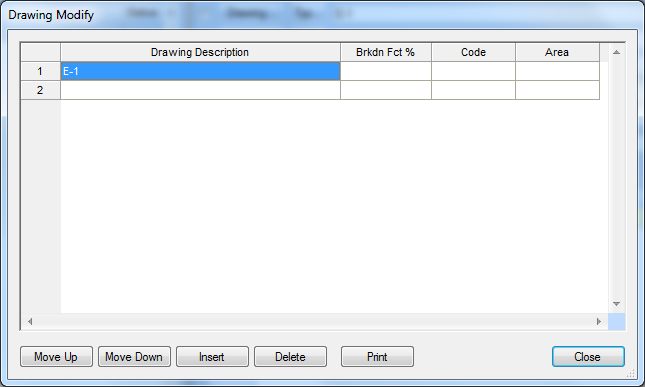 Drawing Modify
Drawing Description Brkdn Fct % Code Area
1 E-1
2
Move Up Move Down Insert Delete Print Close